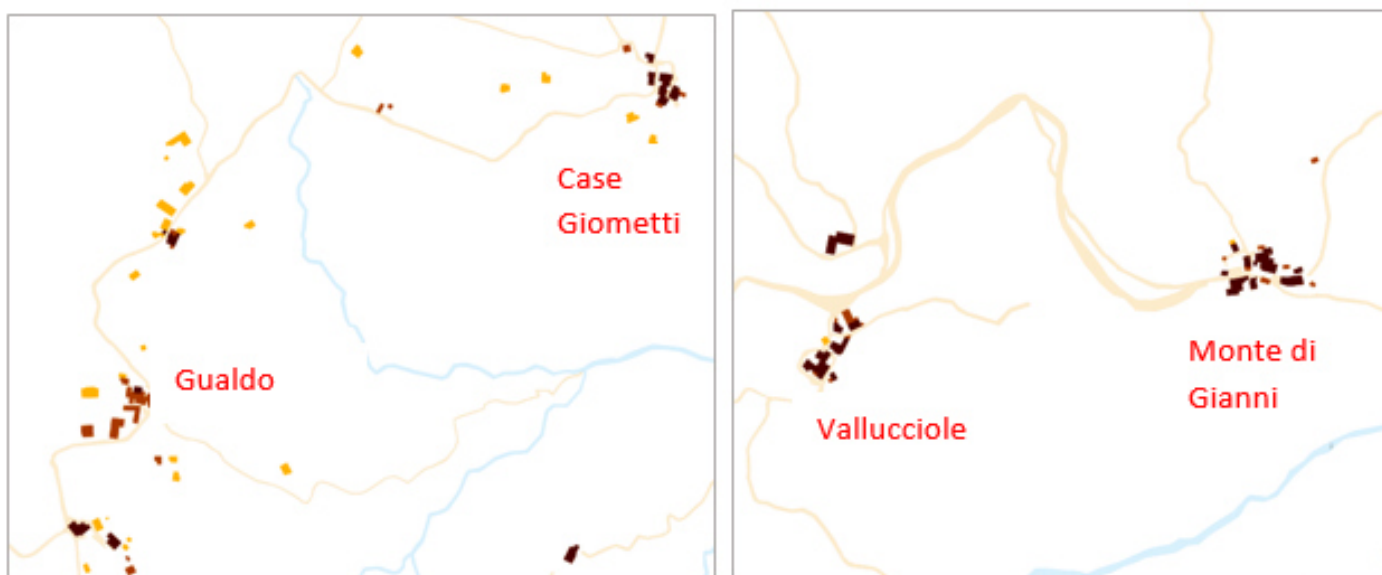 Case
Giometti
Gualdo
Monte di
Gianni
Vallucciole